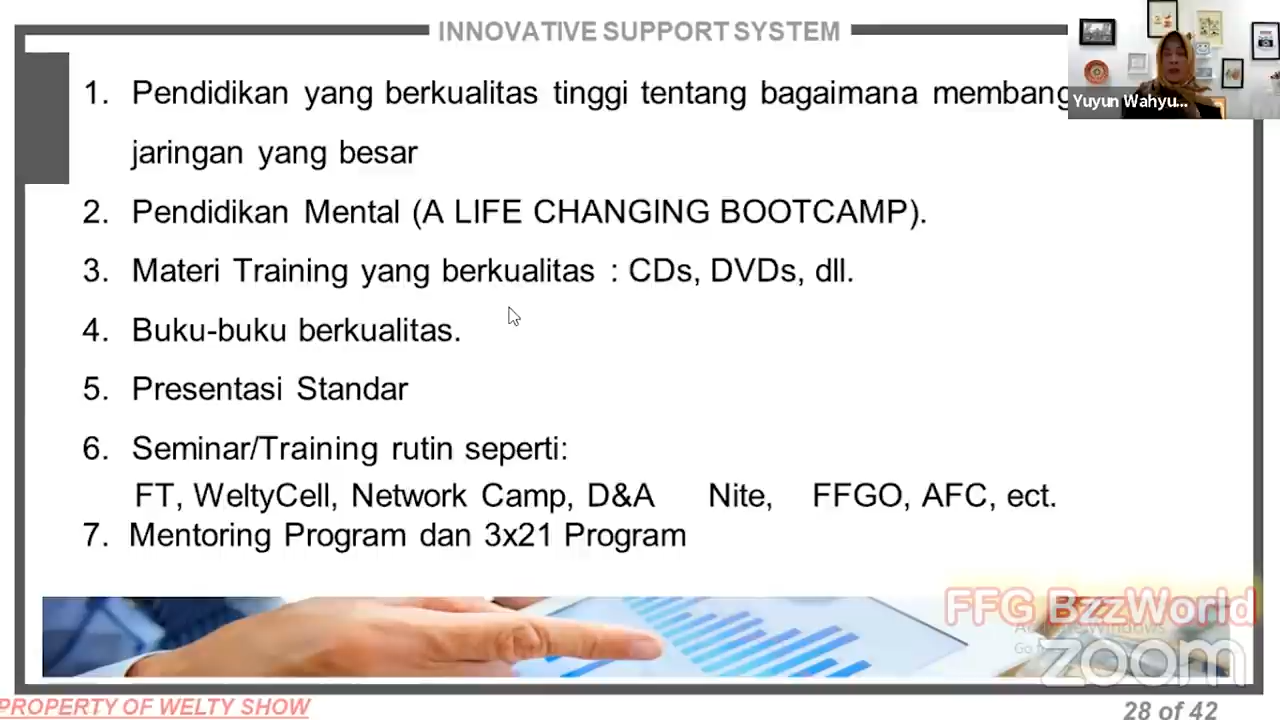 INNOVATIVE SUPPORT SYSTEM
Yuyun Wahyu...
1. Pendidikan yang berkualitas tinggi tentang bagaimana membang
jaringan yang besar
2. Pendidikan Mental (A LIFE CHANGING BOOTCAMP).
3. Materi Training yang berkualitas : CDs, DVDs, dll.
4. Buku-buku berkualitas.
5. Presentasi Standar
6. Seminar/Training rutin seperti:
FT, WeltyCell, Network Camp, D&A Nite, FFGO, AFC, ect.
7. Mentoring Program dan 3x21 Program
FFG BzzWorld
zoom
PROPERTY OF WELTY SHOW
28 of 42